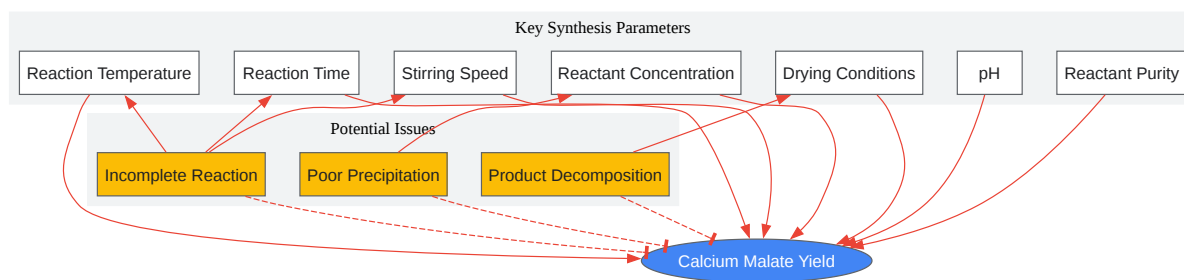 Key Synthesis Parameters
Reaction Temperature
Reaction Time
Stirring Speed
Reactant Concentration
Drying Conditions
pH
Reactant Purity
Potential Issues
Incomplete Reaction
Poor Precipitation
Product Decomposition
Calcium Malate Yield